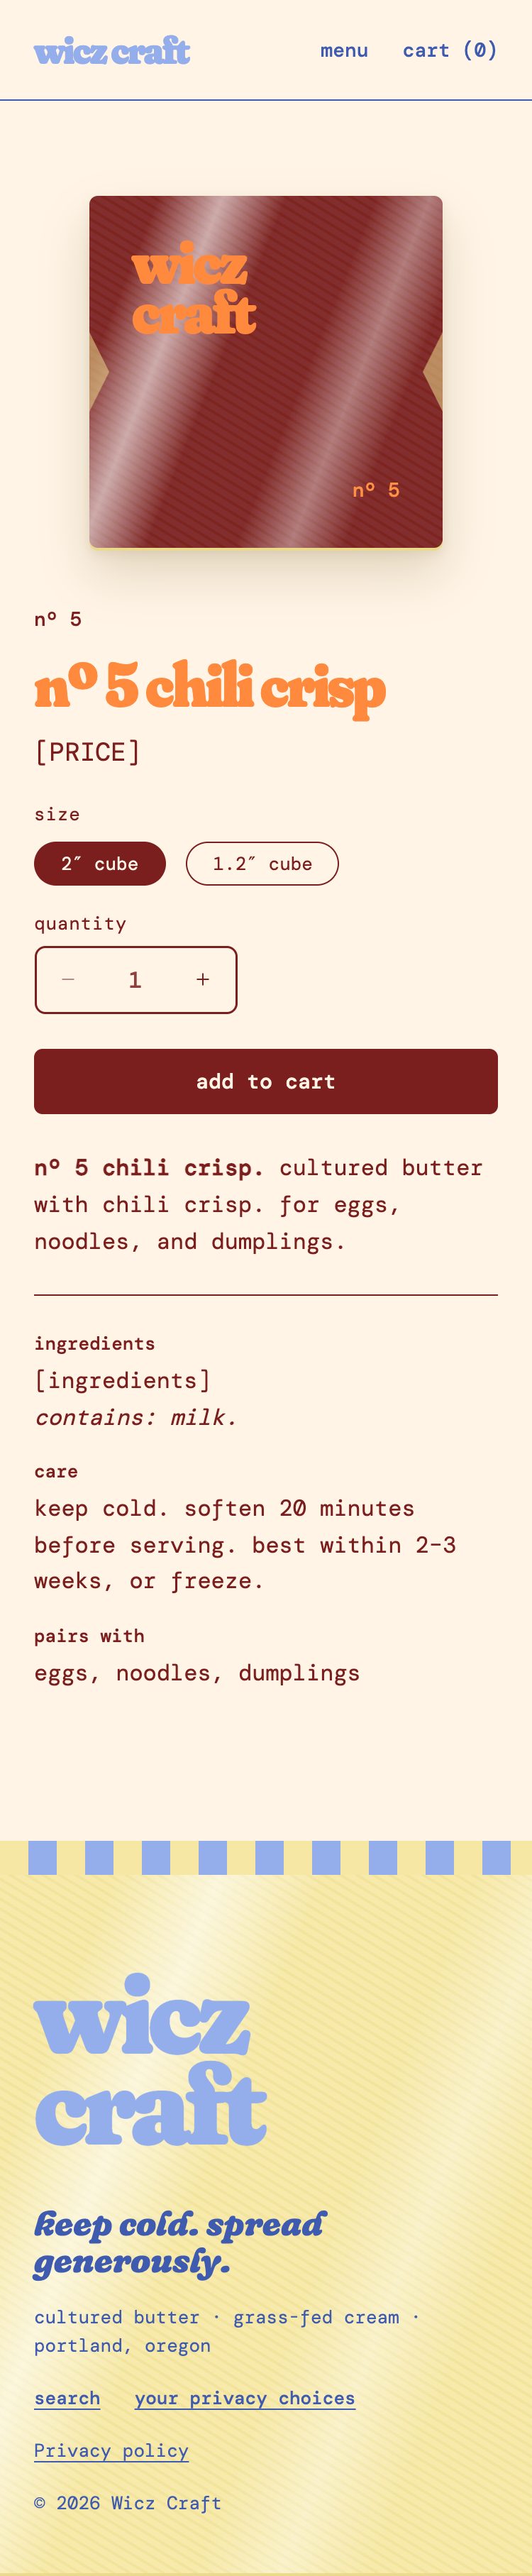 wicz craft
menu cart (0)
wicz
craft
nº 5
nº 5
nº 5 chili crisp
[PRICE]
size
2″ cube 1.2″ cube
quantity
− 1 +
add to cart
nº 5 chili crisp. cultured butter
with chili crisp. for eggs,
noodles, and dumplings.
ingredients
[ingredients]
contains: milk.
care
keep cold. soften 20 minutes
before serving. best within 2–3
weeks, or freeze.
pairs with
eggs, noodles, dumplings
wicz
craft
keep cold. spread
generously.
cultured butter · grass-fed cream ·
portland, oregon
search your privacy choices
Privacy policy
© 2026 Wicz Craft